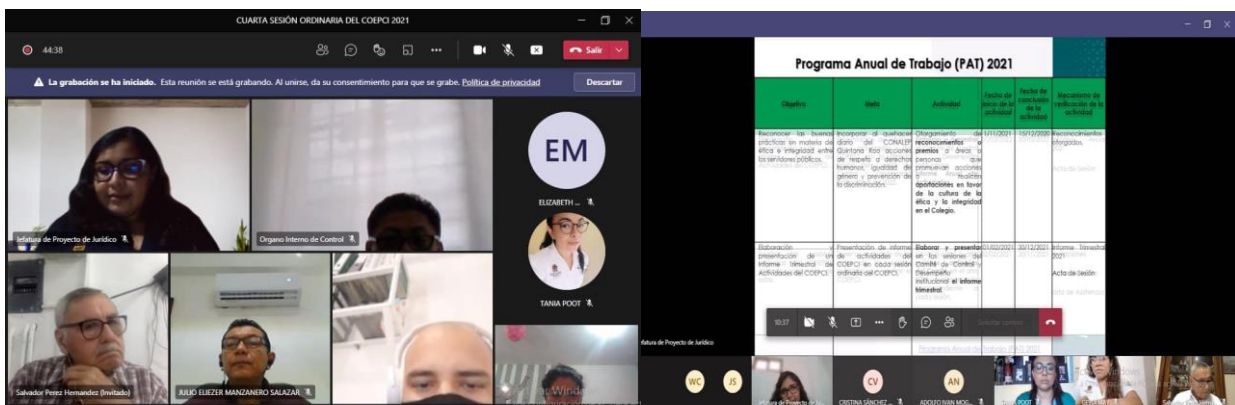 CUARTA SESIÓN ORDINARIA DEL COEPCI 2021
44:38
Salir
La grabación se ha iniciado. Esta reunión se está grabando. Al unirse, da su consentimiento para que se grabe. Política de privacidad
Descartar
EM
ELIZABETH ...
TANIA POOT
Jefatura de Proyecto de Jurídico
Organo Interno de Control
Salvador Perez Hernandez (Invitado)
JULIO ELIEZER MANZANERO SALAZAR
Programa Anual de Trabajo (PAT) 2021
Objetivo
Meta
Actividad
Fecha de
inicio de la
actividad
Fecha de
conclusión
de la
actividad
Mecanismo de
verificación de la
actividad
Reconocer las buenas
prácticas en materia de
ética e integridad entre
los servidores públicos.
Incorporar al quehacer
diario del CONALEP
Quintana Roo acciones
de respeto a derechos
humanos, igualdad de
género y prevención de
la discriminación.
Otorgamiento de
reconocimientos o
premios a áreas o
personas que
promuevan acciones
o realicen
aportaciones en favor
de la cultura de la
ética y la integridad
en el Colegio.
1/11/2021
15/12/2020
Reconocimientos
otorgados.
Acta de Sesión
Elaboración y
presentación de un
Informe Trimestral de
Actividades del COEPCI.
Presentación de informe
de actividades del
COEPCI en cada sesión
ordinaria del COEPCI.
Elaborar y presentar
en las sesiones del
Comité de Control y
Desempeño
Institucional el informe
trimestral.
01/02/2021
30/12/2021
Informe Trimestral
2021
Acta de Sesión
10:37
Programa Anual de Trabajo (PAT) 2021
fatura de Proyecto de Jurídico
WC
JS
CV
CRISTINA SÁNCHEZ ...
AN
ADOLFO IVAN MOG...
POOT